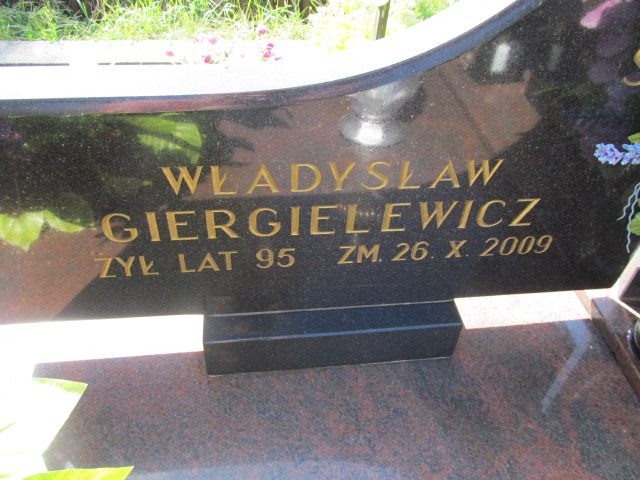 WŁADYSŁAW
GIERGIELEWICZ
ŻYŁ LAT 95 ZM. 26. X. 2009